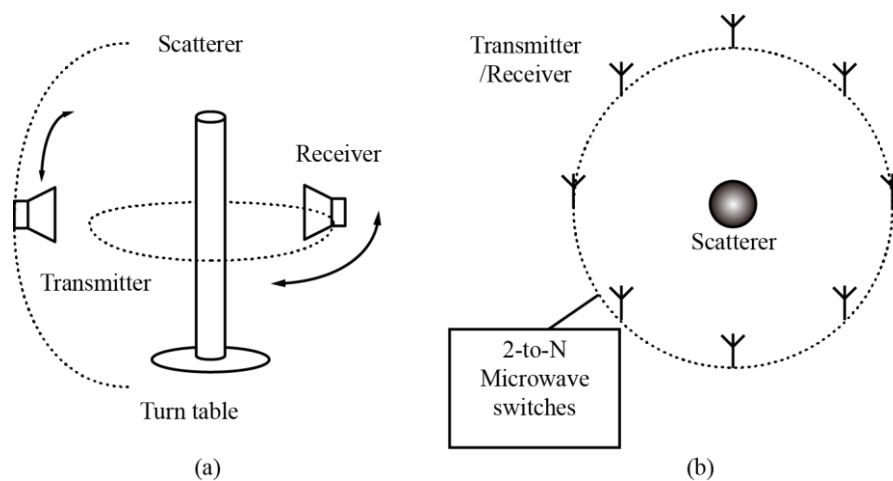 Scatterer
Receiver
Transmitter
Turn table
(a)
Transmitter
/Receiver
Scatterer
2-to-N
Microwave
switches
(b)